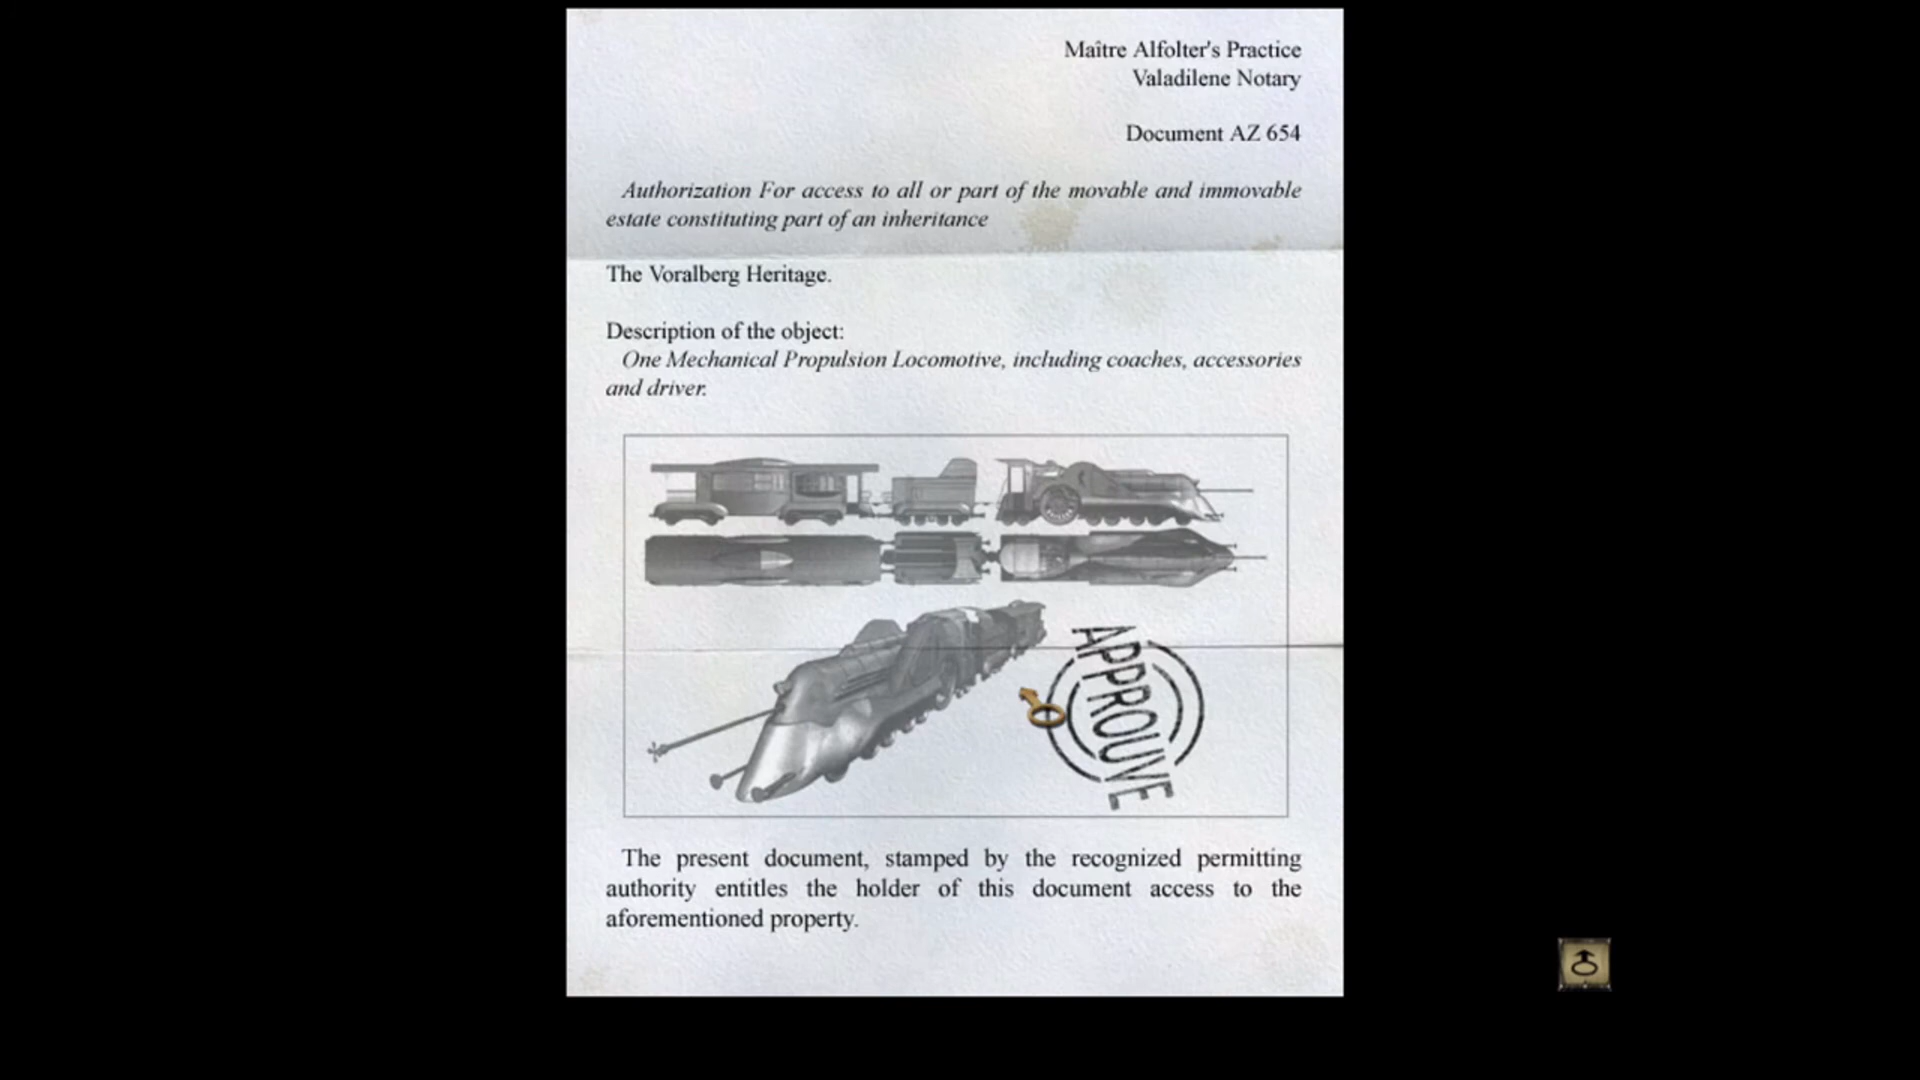 Maître Alfolter's Practice
Valadilene Notary
Document AZ 654
Authorization For access to all or part of the movable and immovable
estate constituting part of an inheritance
The Voralberg Heritage.
Description of the object:
One Mechanical Propulsion Locomotive, including coaches, accessories
and driver.
APPROUVE
The present document, stamped by the recognized permitting
authority entitles the holder of this document access to the
aforementioned property.